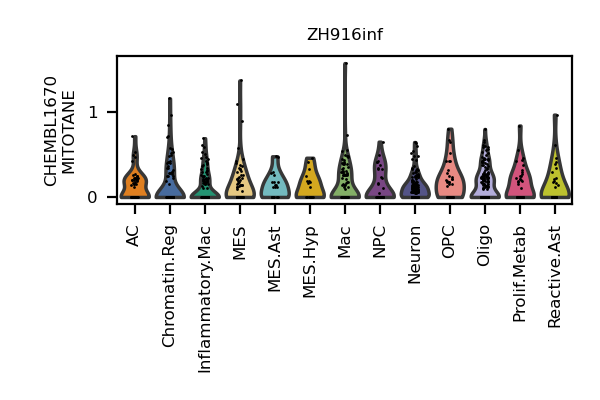 ZH916inf
CHEMBL1670
MITOTANE
1
0
AC
Chromatin.Reg
Inflammatory.Mac
MES
MES.Ast
MES.Hyp
Mac
NPC
Neuron
OPC
Oligo
Prolif.Metab
Reactive.Ast